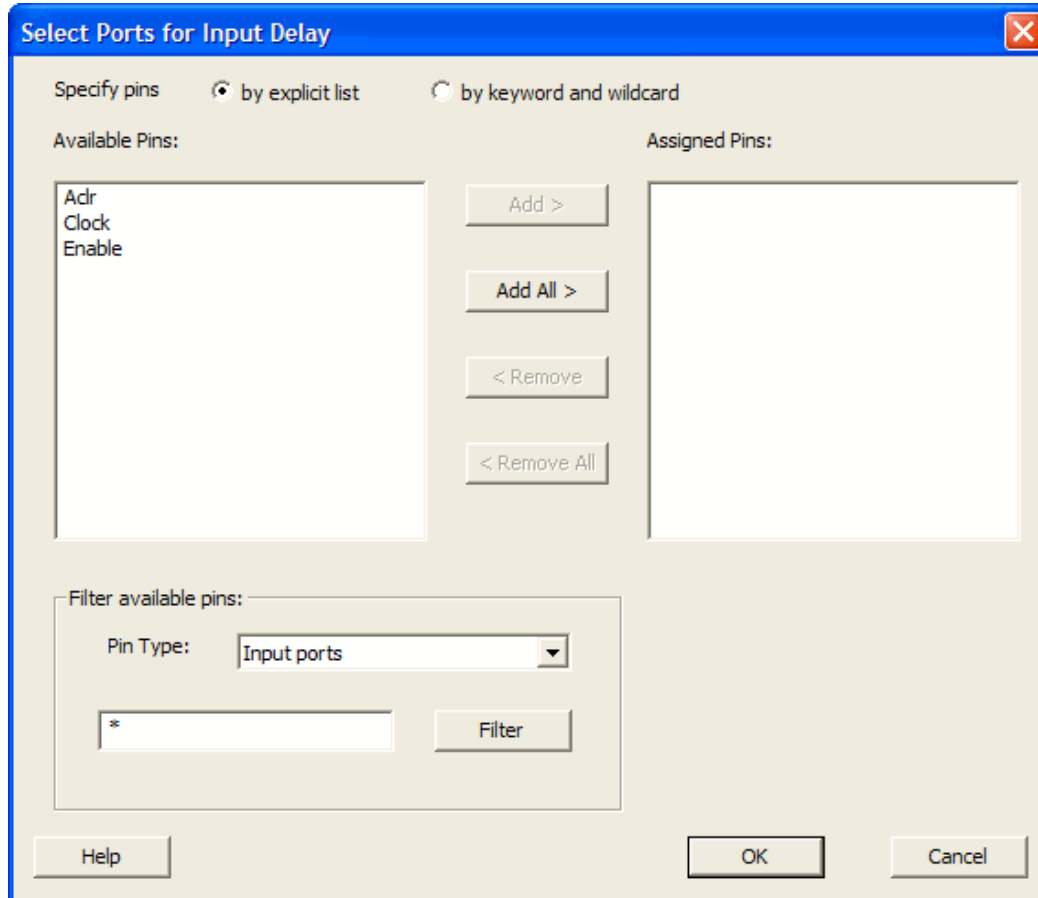 Select Ports for Input Delay
Specify pins by explicit list by keyword and wildcard
Available Pins: Assigned Pins:
Aclr
Clock
Enable
Add >
Add All >
< Remove
< Remove All
Filter available pins:
Pin Type: Input ports
* Filter
Help OK Cancel